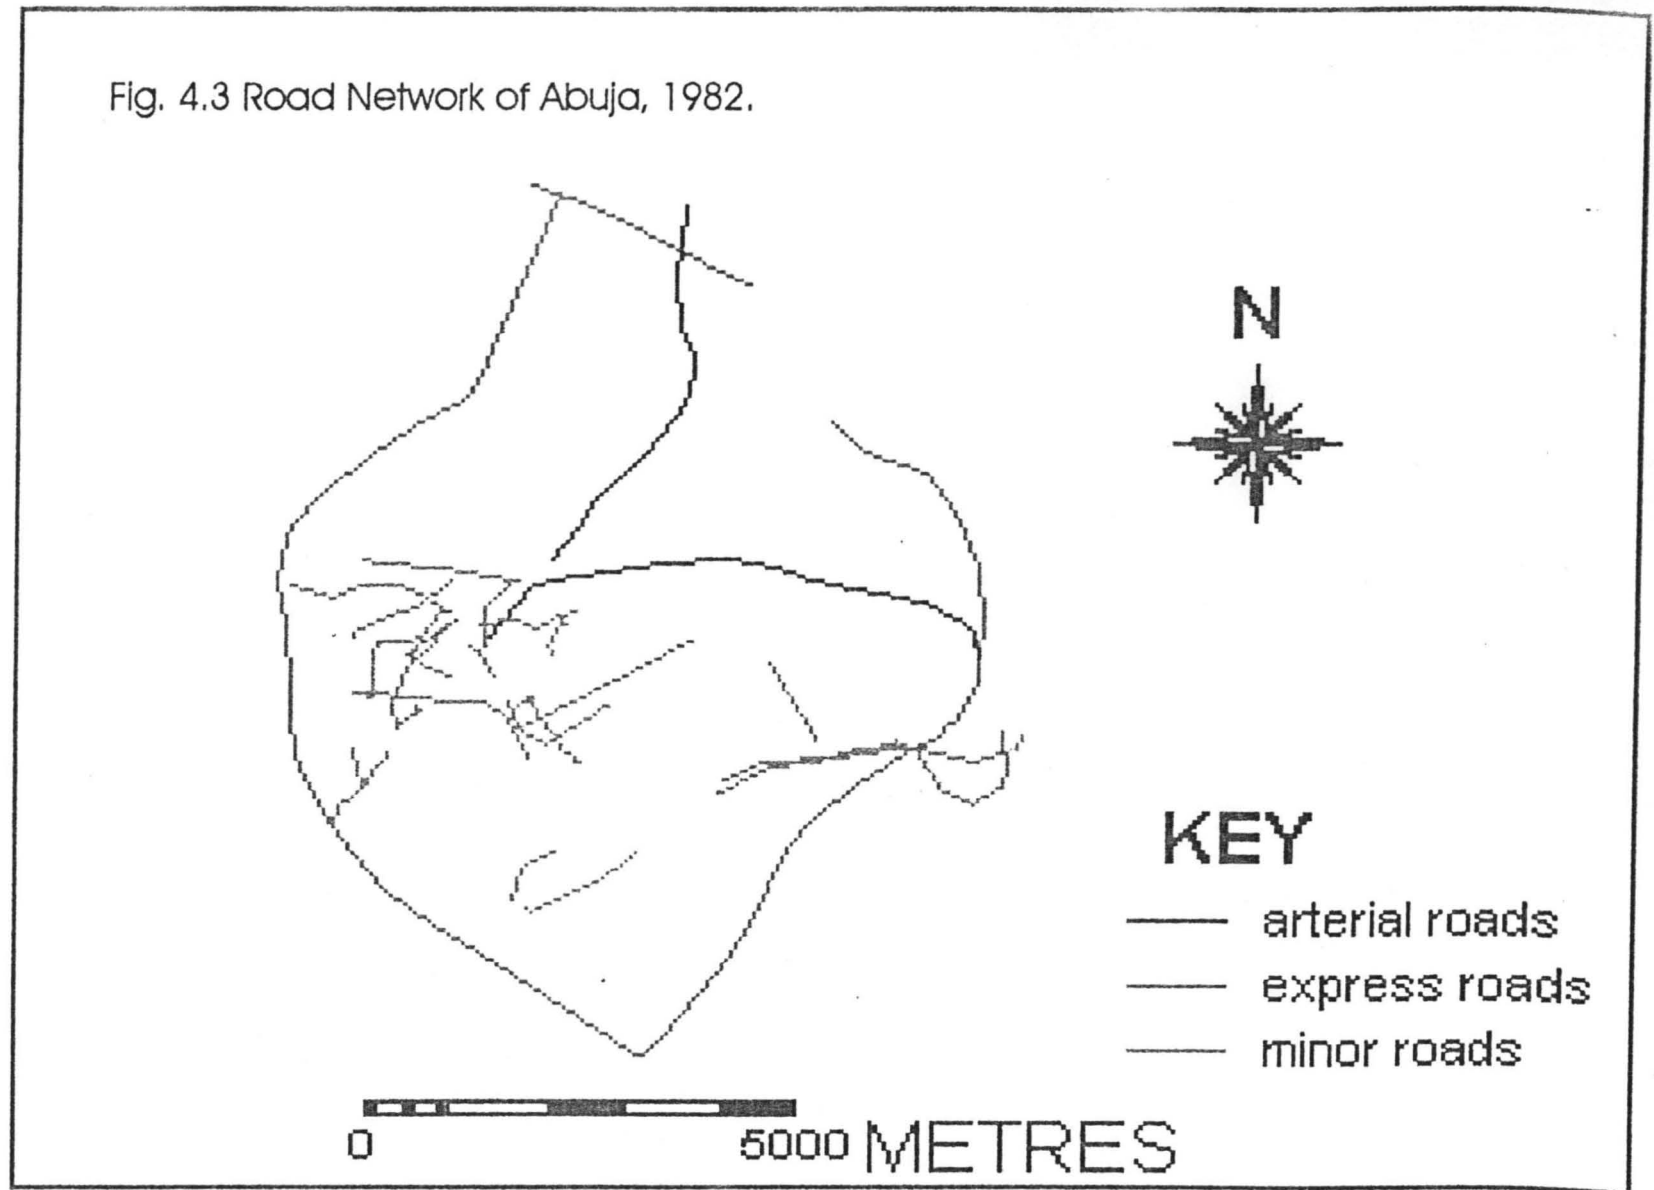 Fig. 4.3 Road Network of Abuja, 1982.
N
KEY
arterial roads
express roads
minor roads
0 5000 METRES